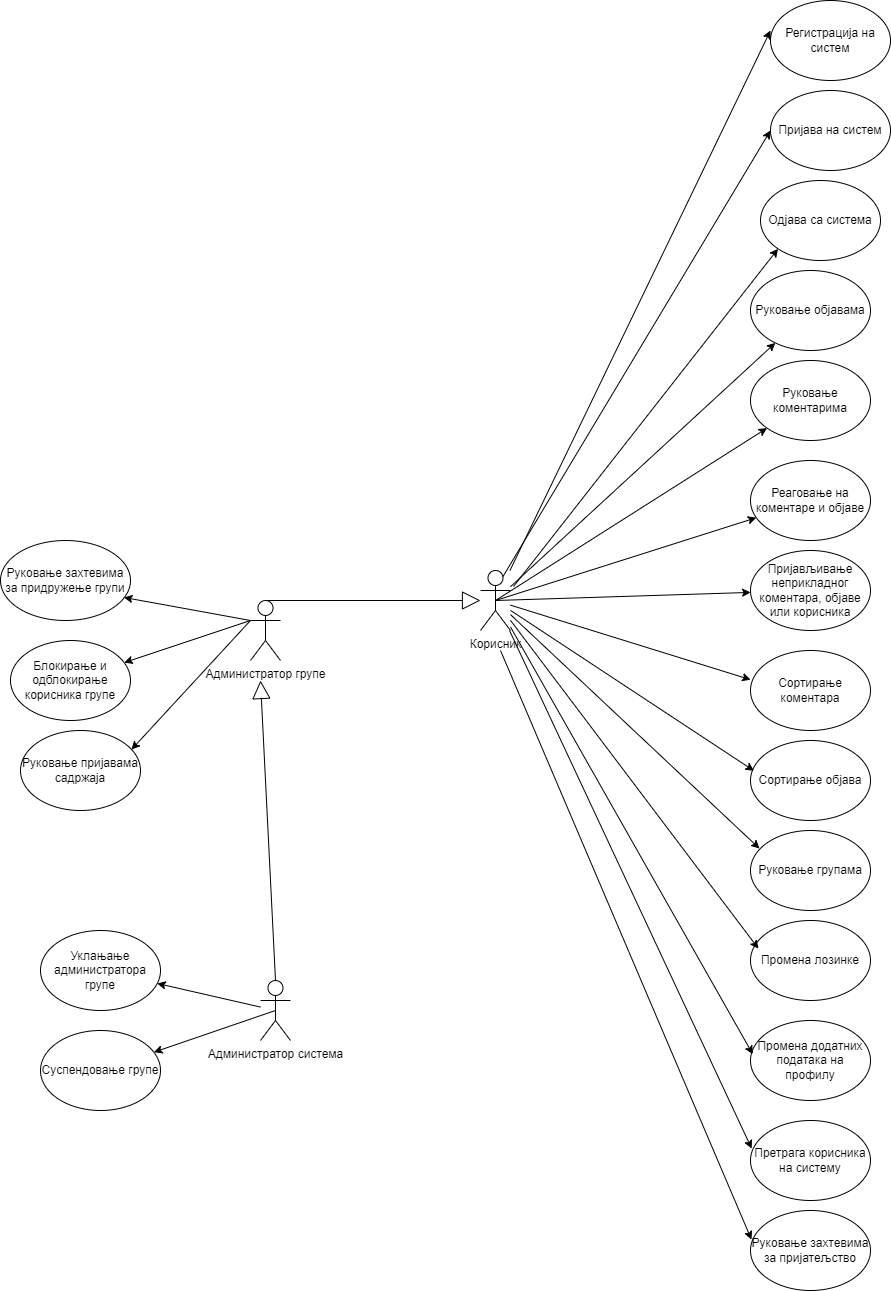 Регистрација на
систем
Пријава на систем
Одјава са система
Руковање објавама
Руковање
коментарима
Реаговање на
коментаре и објаве
Пријављивање
неприкладног
коментара, објаве
или корисника
Корисник
Сортирање
коментара
Сортирање објава
Руковање групама
Промена лозинке
Промена додатних
података на
профилу
Претрага корисника
на систему
Руковање захтевима
за пријатељство
Руковање захтевима
за придружење групи
Блокирање и
одблокирање
корисника групе
Руковање пријавама
садржаја
Администратор групе
Уклањање
администратора
групе
Суспендовање групе
Администратор система